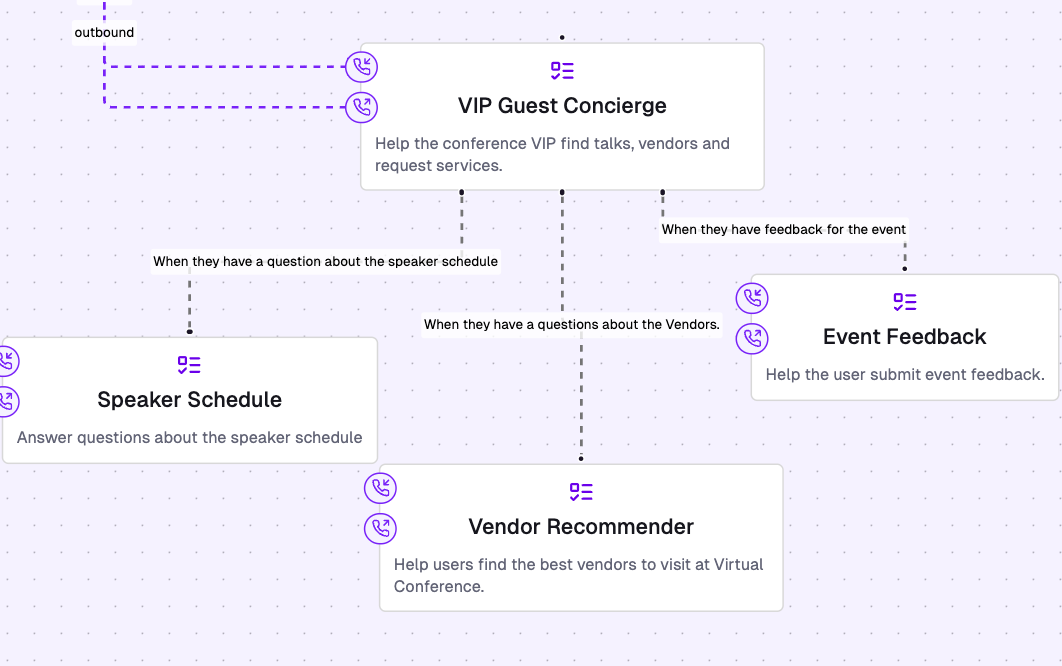 outbound
VIP Guest Concierge
Help the conference VIP find talks, vendors and
request services.
When they have feedback for the event
When they have a question about the speaker schedule
When they have a questions about the Vendors.
Event Feedback
Help the user submit event feedback.
Speaker Schedule
Answer questions about the speaker schedule
Vendor Recommender
Help users find the best vendors to visit at Virtual
Conference.